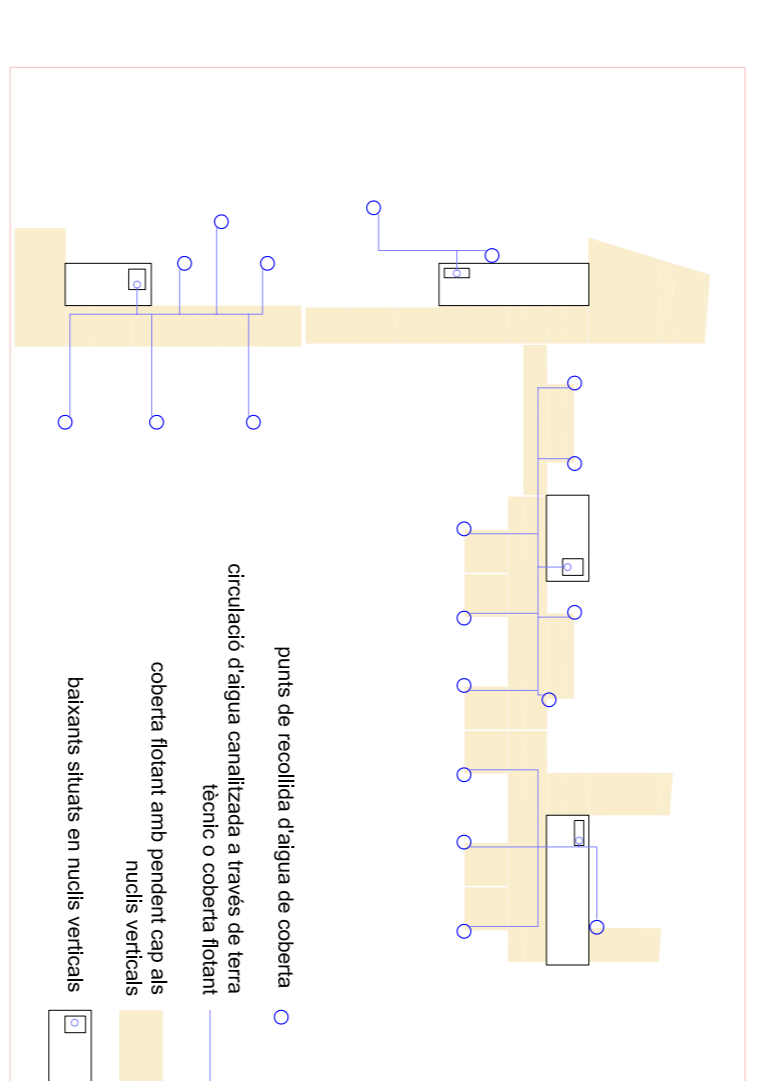 punts de recollida d'aigua de coberta
circulació d'aigua canalitzada a través de terra
tècnic o coberta flotant
coberta flotant amb pendent cap als
nuclis verticals
baixants situats en nuclis verticals